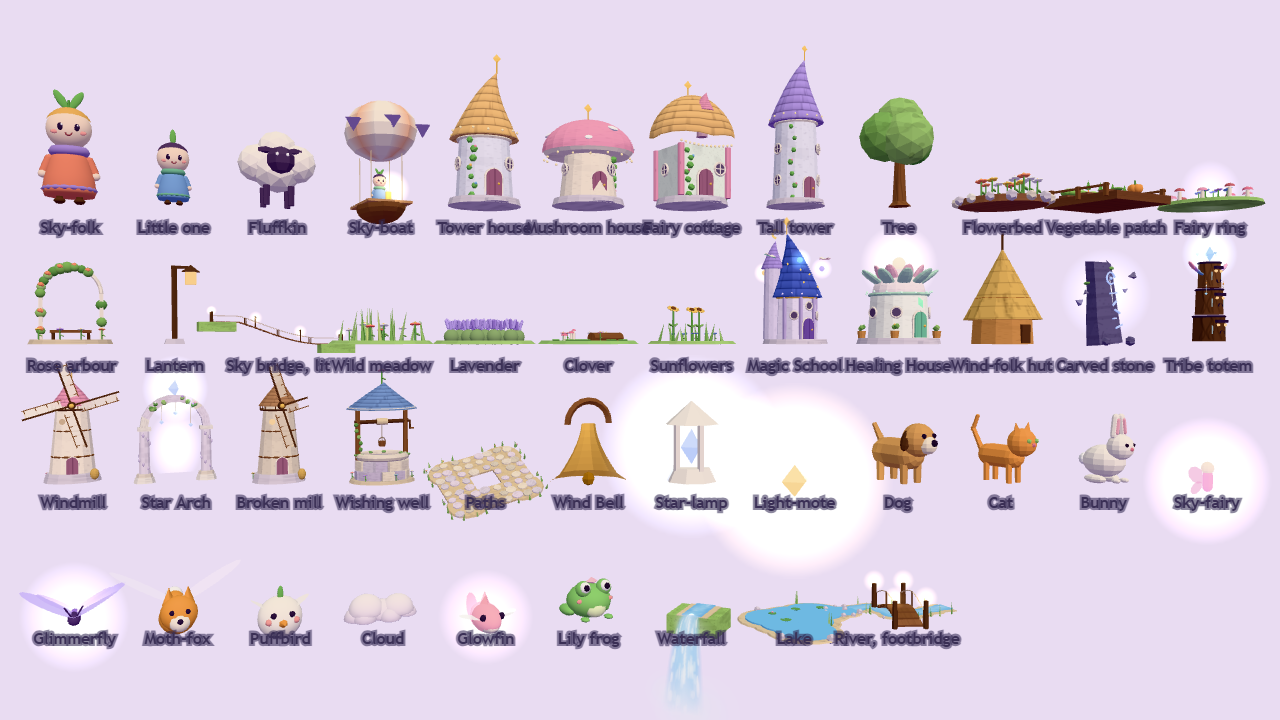 Sky-folk
Little one
Fluffkin
Sky-boat
Tower house
Mushroom house
Fairy cottage
Tall tower
Tree
Flowerbed
Vegetable patch
Fairy ring
Rose arbour
Lantern
Sky bridge, lit
Wild meadow
Lavender
Clover
Sunflowers
Magic School
Healing House
Wind-folk hut
Carved stone
Tribe totem
Windmill
Star Arch
Broken mill
Wishing well
Paths
Wind Bell
Star-lamp
Light-mote
Dog
Cat
Bunny
Sky-fairy
Glimmerfly
Moth-fox
Puffbird
Cloud
Glowfin
Lily frog
Waterfall
Lake
River, footbridge